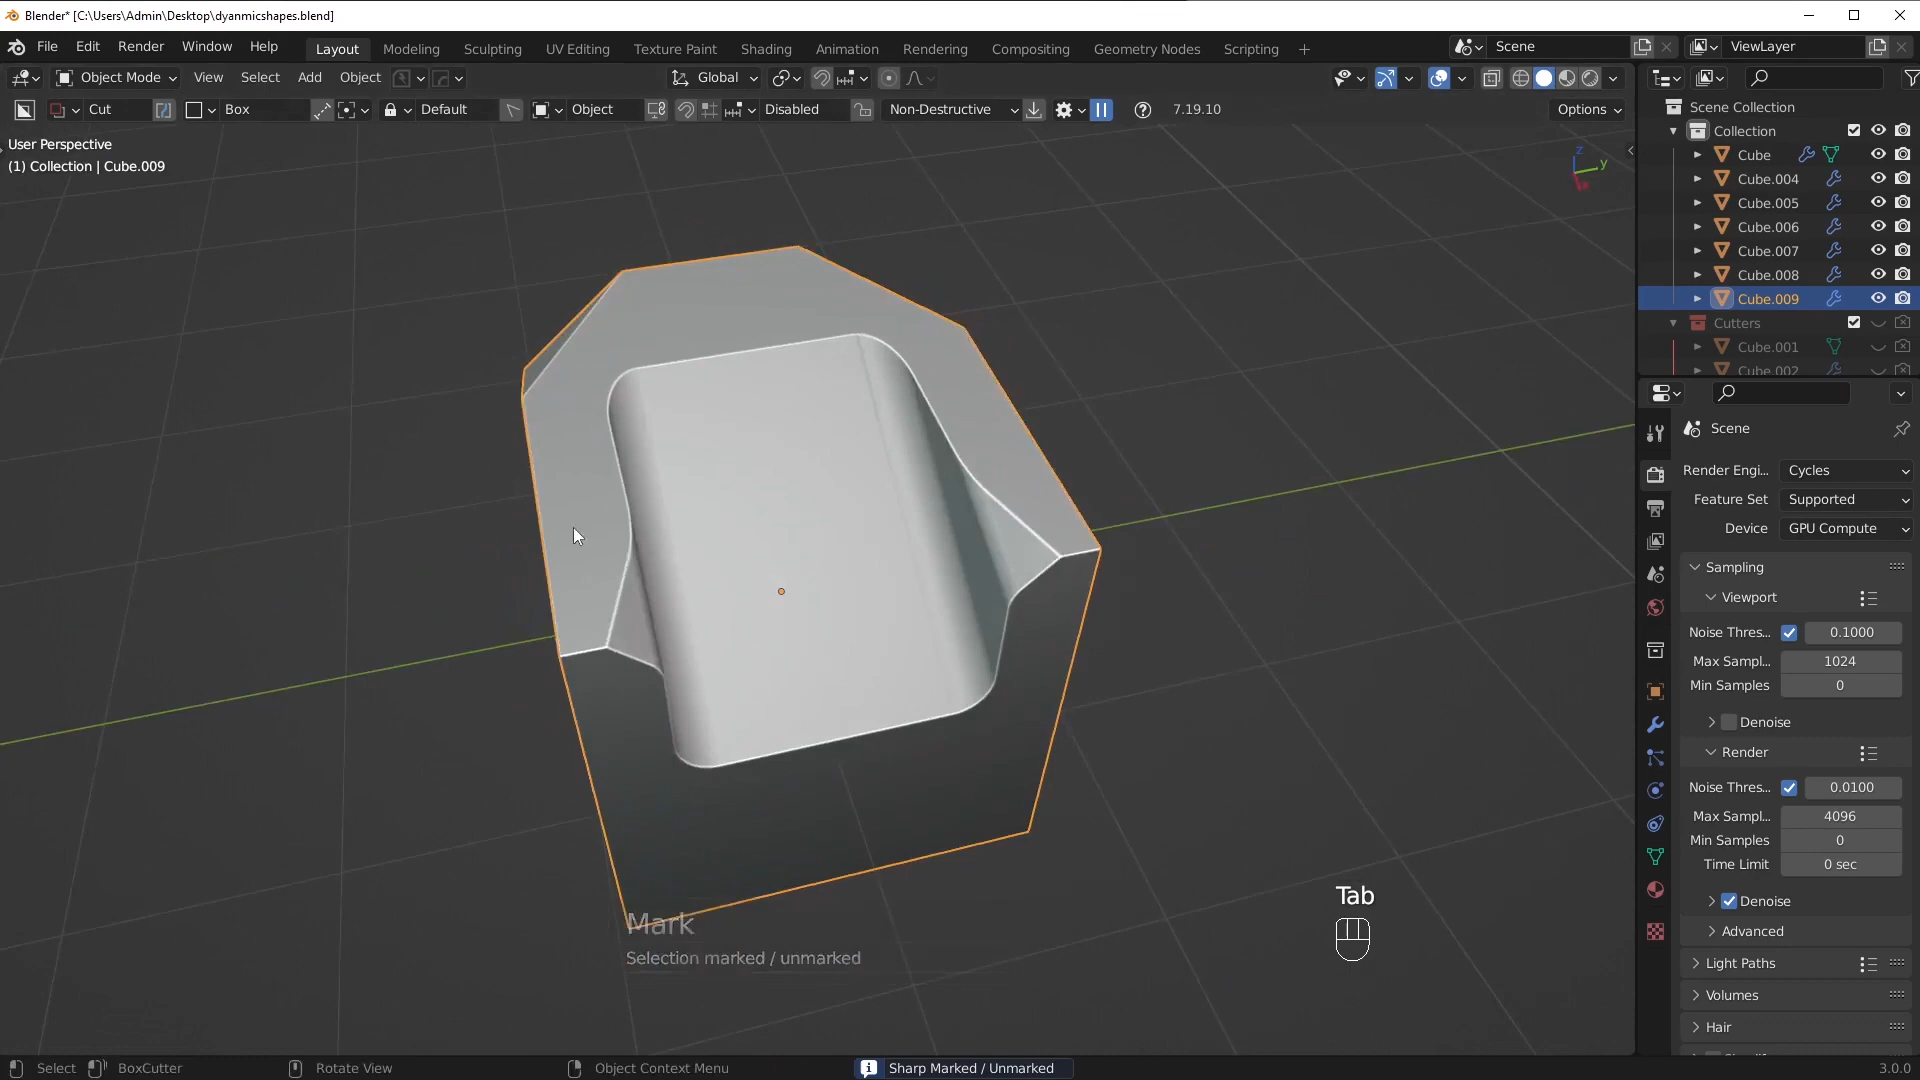 Blender* [C:\Users\Admin\Desktop\dyanmicshapes.blend]
File Edit Render Window Help Layout Modeling Sculpting UV Editing Texture Paint Shading Animation Rendering Compositing Geometry Nodes Scripting + Scene ViewLayer
Object Mode View Select Add Object Global
Cut Box Default Object Disabled Non-Destructive 7.19.10 Options
User Perspective
(1) Collection | Cube.009
Z
Y
Scene Collection
Collection
Cube
Cube.004
Cube.005
Cube.006
Cube.007
Cube.008
Cube.009
Cutters
Cube.001
Cube.002
Scene
Render Engi... Cycles
Feature Set Supported
Device GPU Compute
Sampling
Viewport
Noise Thres... 0.1000
Max Sampl... 1024
Min Samples 0
Denoise
Render
Noise Thres... 0.0100
Max Sampl... 4096
Min Samples 0
Time Limit 0 sec
Denoise
Advanced
Light Paths
Volumes
Hair
Tab
Mark
Selection marked / unmarked
Select BoxCutter Rotate View Object Context Menu Sharp Marked / Unmarked 3.0.0